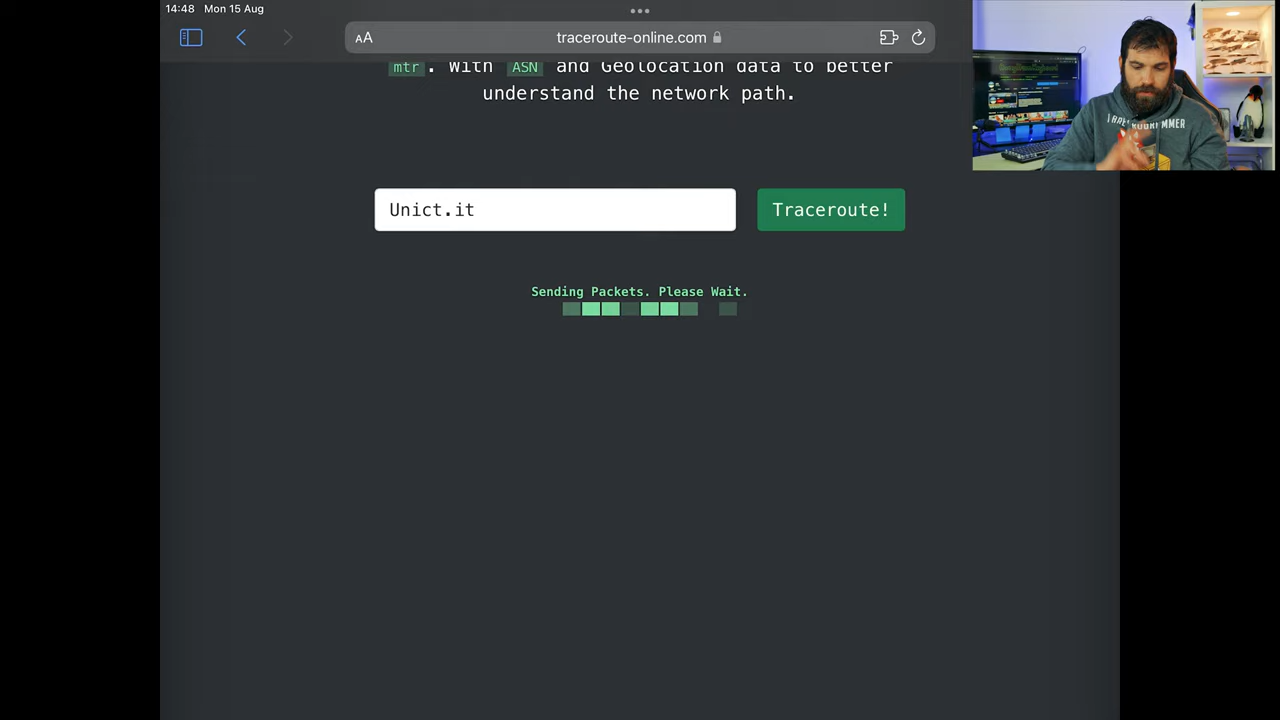 14:48 Mon 15 Aug
AA
traceroute-online.com
mtr. With ASN and Geolocation data to better
understand the network path.
Unict.it
Traceroute!
Sending Packets. Please Wait.